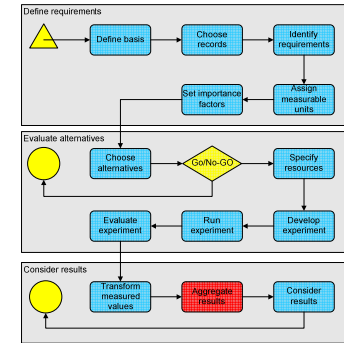 Define requirements
Define basis
Choose
records
Identify
requirements
Set importance
factors
Assign
measurable
units
Evaluate alternatives
Choose
alternatives
Go/No-GO
Specify
resources
Evaluate
experiment
Run
experiment
Develop
experiment
Consider results
Transform
measured
values
Aggregate
results
Consider
results